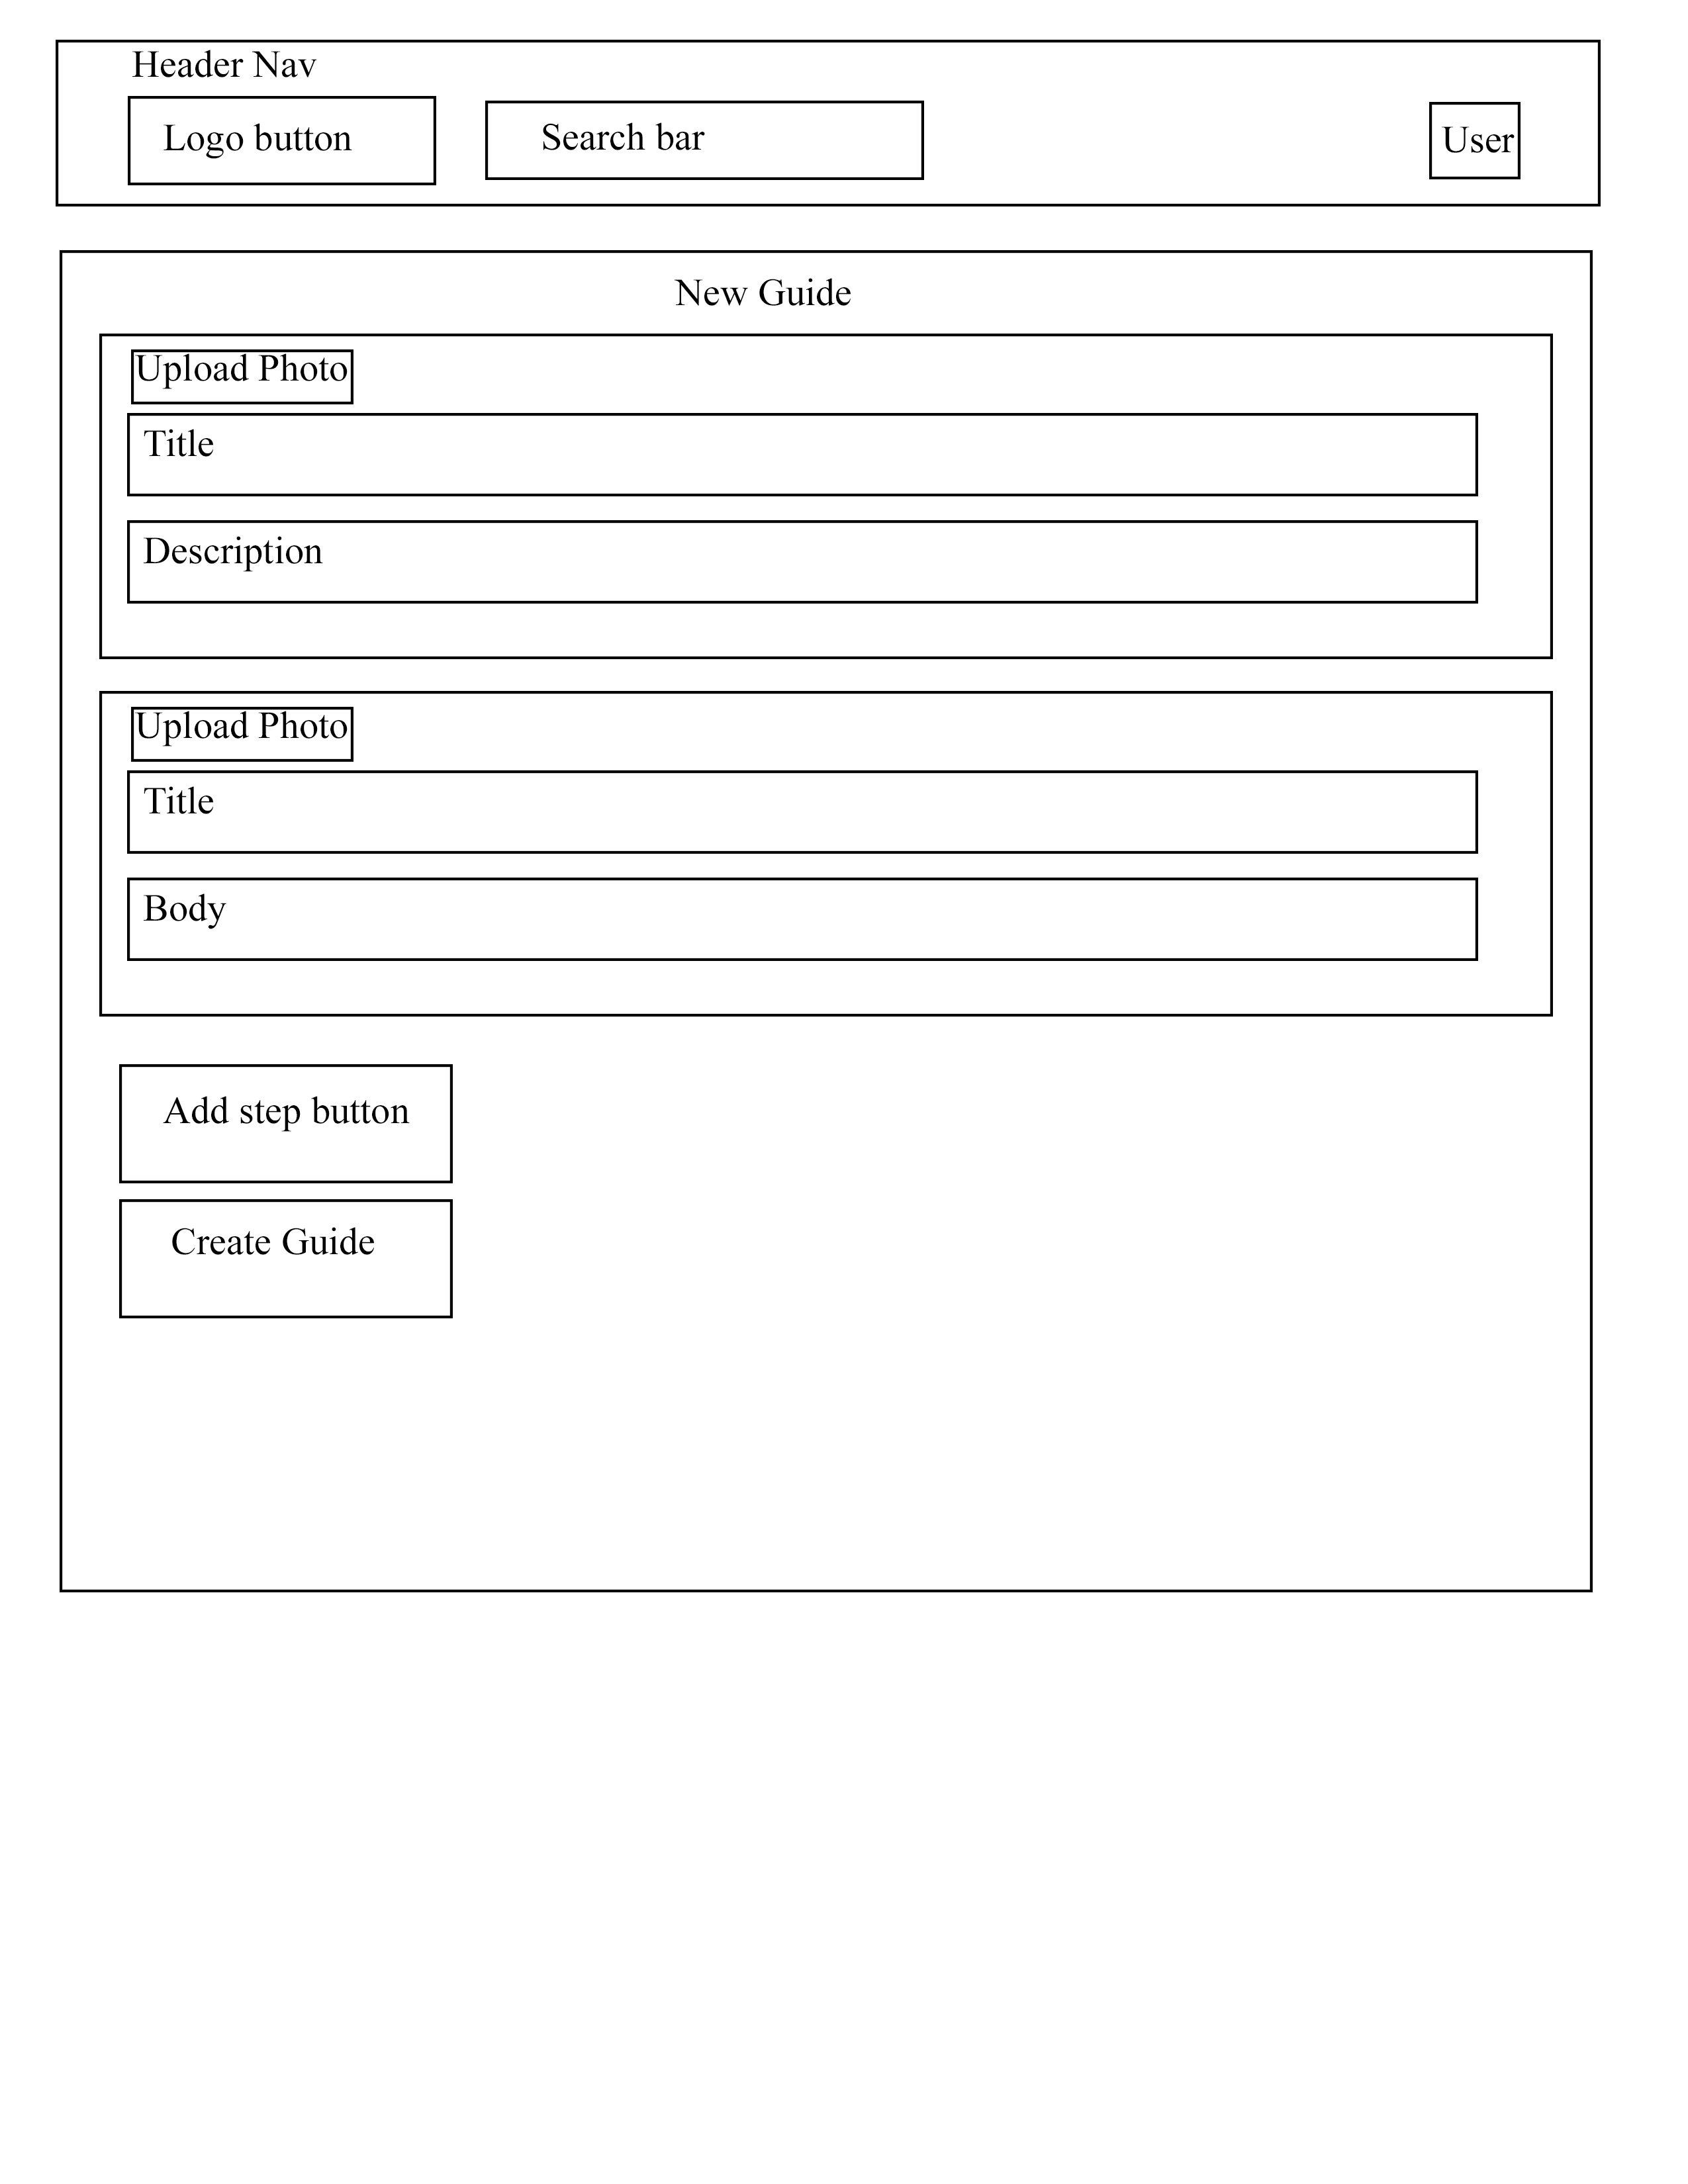 Header Nav
Logo button
Search bar
User
New Guide
Upload Photo
Title
Description
Upload Photo
Title
Body
Add step button
Create Guide